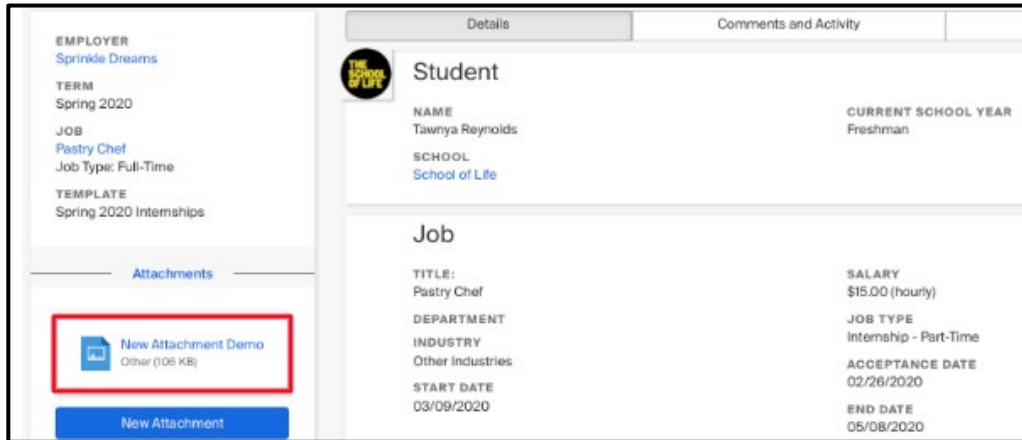 EMPLOYER
Sprinkle Dreams
TERM
Spring 2020
JOB
Pastry Chef
Job Type: Full-Time
TEMPLATE
Spring 2020 Internships
Attachments
New Attachment Demo
Other (106 KB)
New Attachment
Details
Comments and Activity
THE
SCHOOL
OF LIFE
Student
NAME
Tawnya Reynolds
SCHOOL
School of Life
CURRENT SCHOOL YEAR
Freshman
Job
TITLE:
Pastry Chef
DEPARTMENT
INDUSTRY
Other Industries
START DATE
03/09/2020
SALARY
$15.00 (hourly)
JOB TYPE
Internship - Part-Time
ACCEPTANCE DATE
02/26/2020
END DATE
05/08/2020